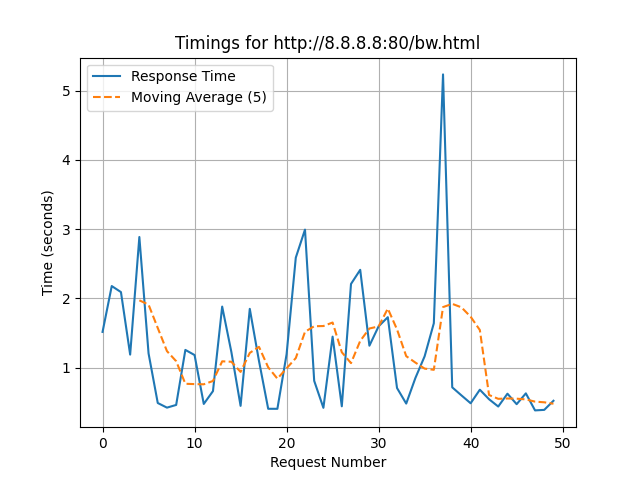 Timings for http://8.8.8.8:80/bw.html
Response Time
Moving Average (5)
5
4
3
2
1
Time (seconds)
0 10 20 30 40 50
Request Number